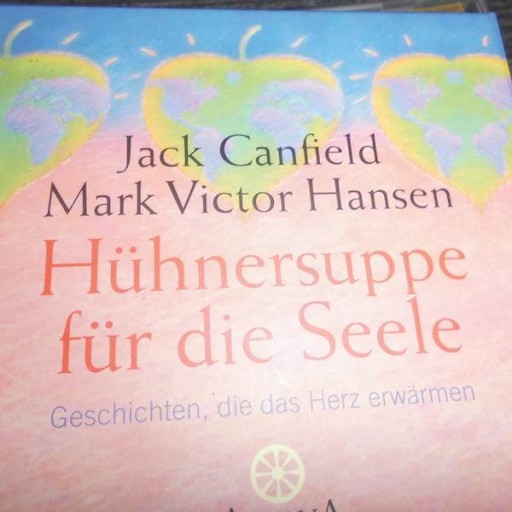 Jack Canfield
Mark Victor Hansen
Hühnersuppe
für die Seele
Geschichten, die das Herz erwärmen